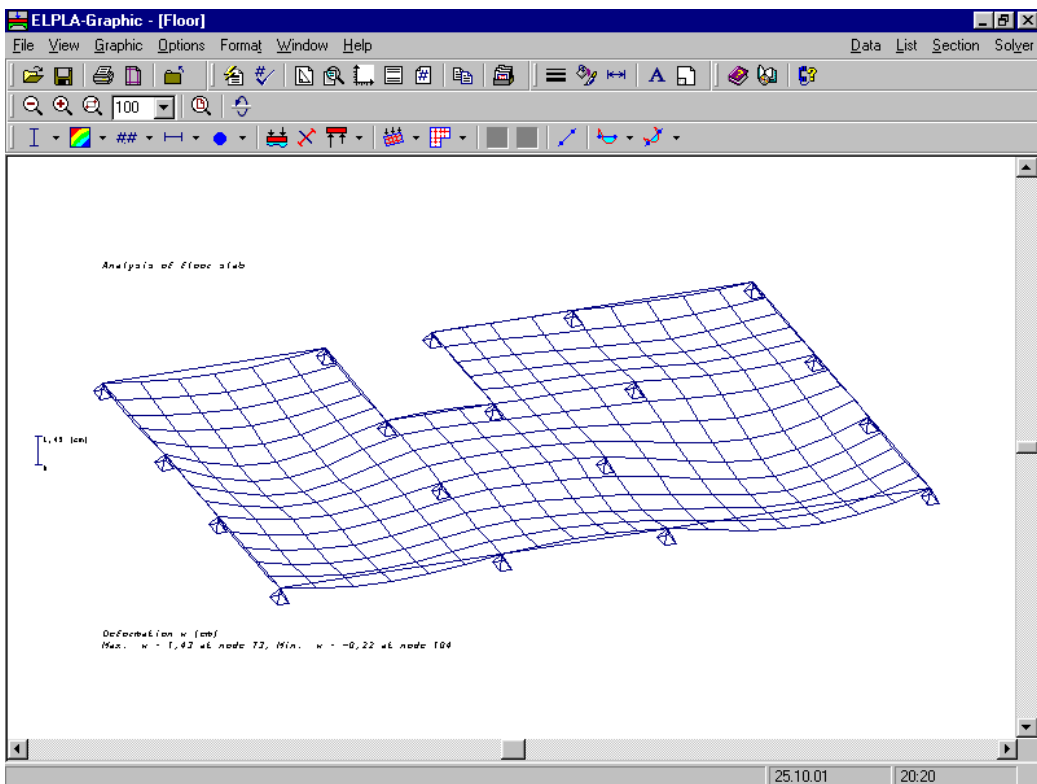 ELPLA-Graphic - [Floor]
File View Graphic Options Format Window Help Data List Section Solver
100
Analysis of floor slab
1,43 [cm]
0
Deformation w [cm]
Max. w = 1,43 at node 73, Min. w = -0,22 at node 184
25.10.01 20:20